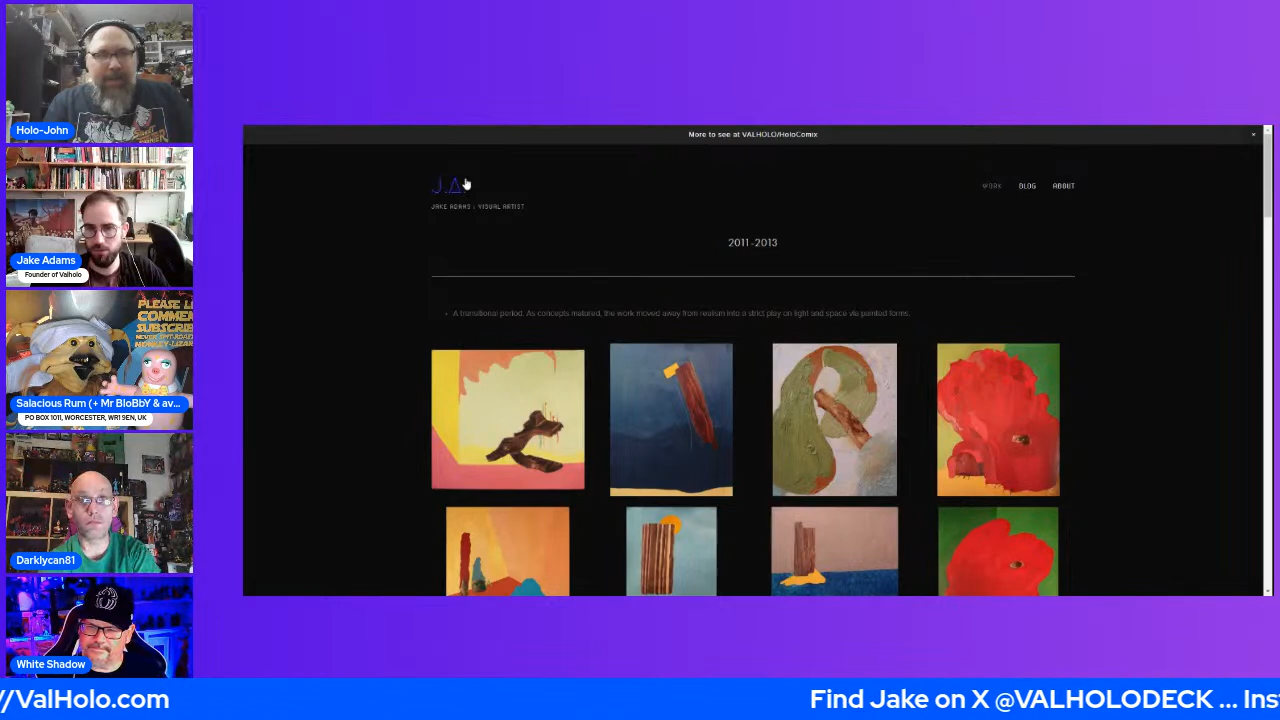 Holo-John
Jake Adams
Founder of Valholo
PLEASE LI
COMMEN
SUBSCRIBE
Salacious Rum (+ Mr BloBbY & av...
PO BOX 1011, WORCESTER, WR1 9EN, UK
Darklycan81
White Shadow
More to see at VALHOLO/HoloComix
J.A.
JAKE ADAMS : VISUAL ARTIST
WORK
BLOG
ABOUT
2011-2013
• A transitional period. As concepts matured, the work moved away from realism into a strict play on light and space via painted forms.
//ValHolo.com
Find Jake on X @VALHOLODECK ... Ins